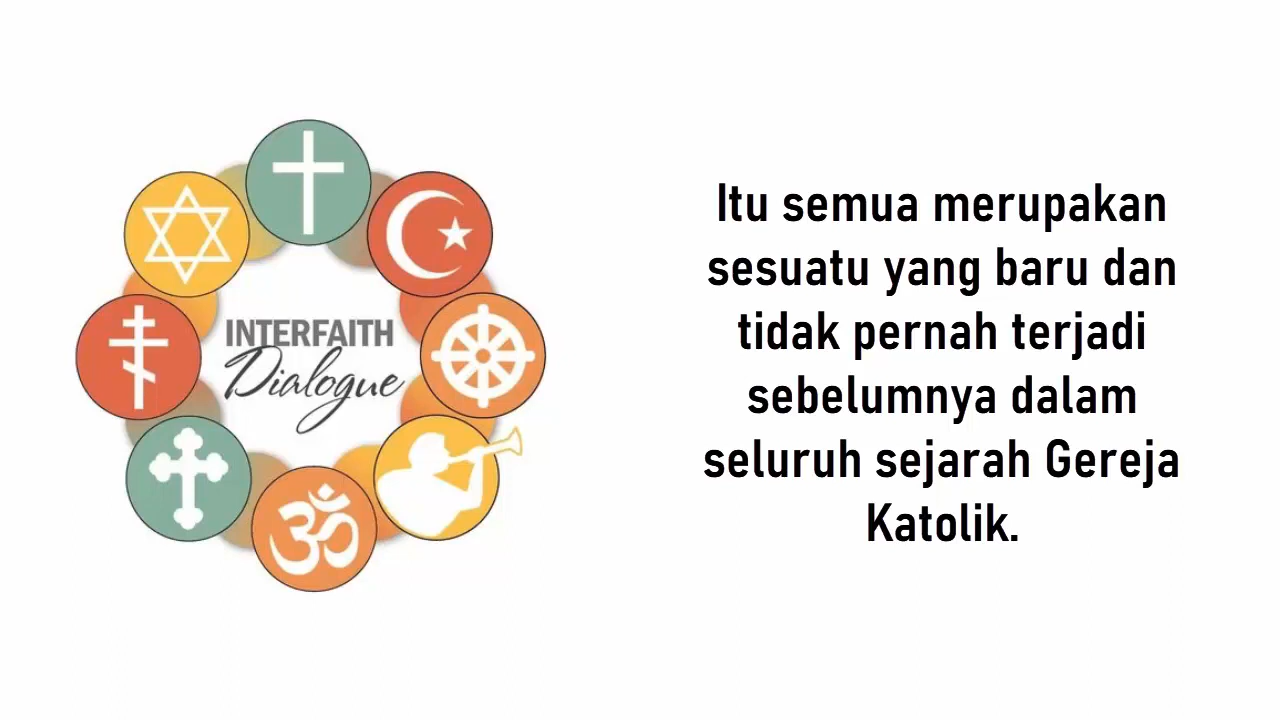 INTERFAITH
Dialogue
Itu semua merupakan
sesuatu yang baru dan
tidak pernah terjadi
sebelumnya dalam
seluruh sejarah Gereja
Katolik.